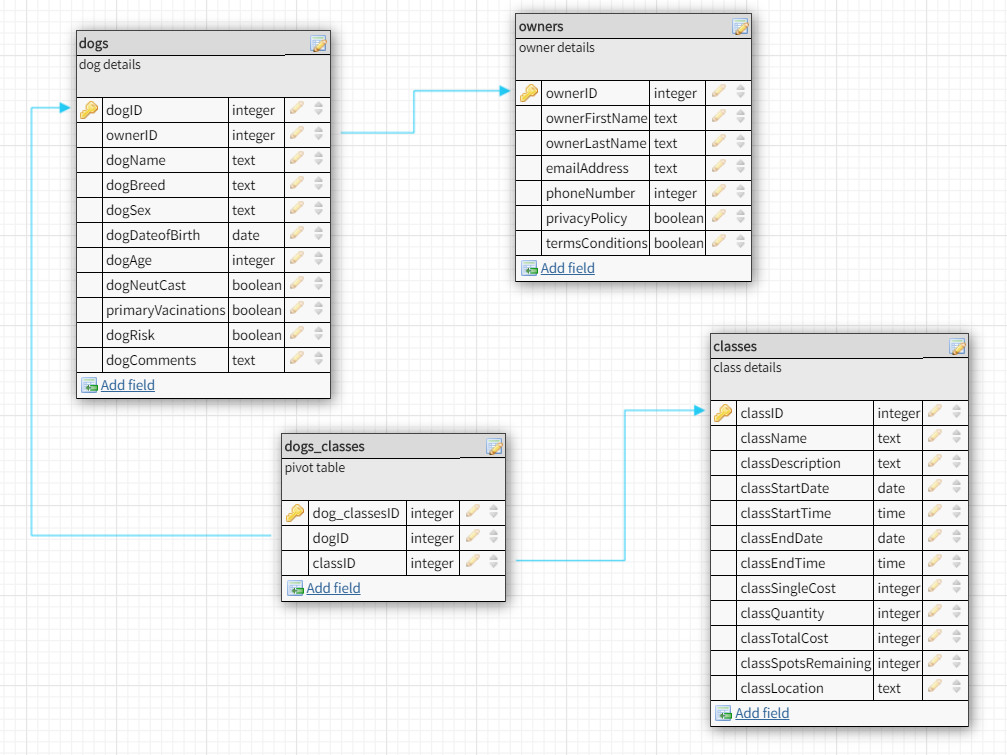 dogs
dog details
dogID integer
ownerID integer
dogName text
dogBreed text
dogSex text
dogDateofBirth date
dogAge integer
dogNeutCast boolean
primaryVacinations boolean
dogRisk boolean
dogComments text
Add field
owners
owner details
ownerID integer
ownerFirstName text
ownerLastName text
emailAddress text
phoneNumber integer
privacyPolicy boolean
termsConditions boolean
Add field
dogs_classes
pivot table
dog_classesID integer
dogID integer
classID integer
Add field
classes
class details
classID integer
className text
classDescription text
classStartDate date
classStartTime time
classEndDate date
classEndTime time
classSingleCost integer
classQuantity integer
classTotalCost integer
classSpotsRemaining integer
classLocation text
Add field